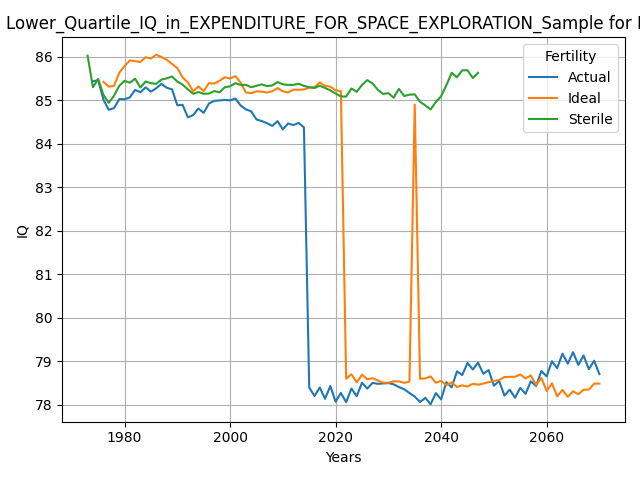 Lower_Quartile_IQ_in_EXPENDITURE_FOR_SPACE_EXPLORATION_Sample for
Fertility
Actual
Ideal
Sterile
IQ
86
85
84
83
82
81
80
79
78
1980
2000
2020
2040
2060
Years